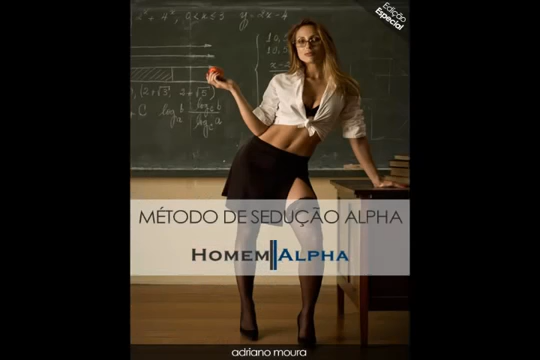 Edição
Especial
MÉTODO DE SEDUÇÃO ALPHA
HOMEM ALPHA
adriano moura